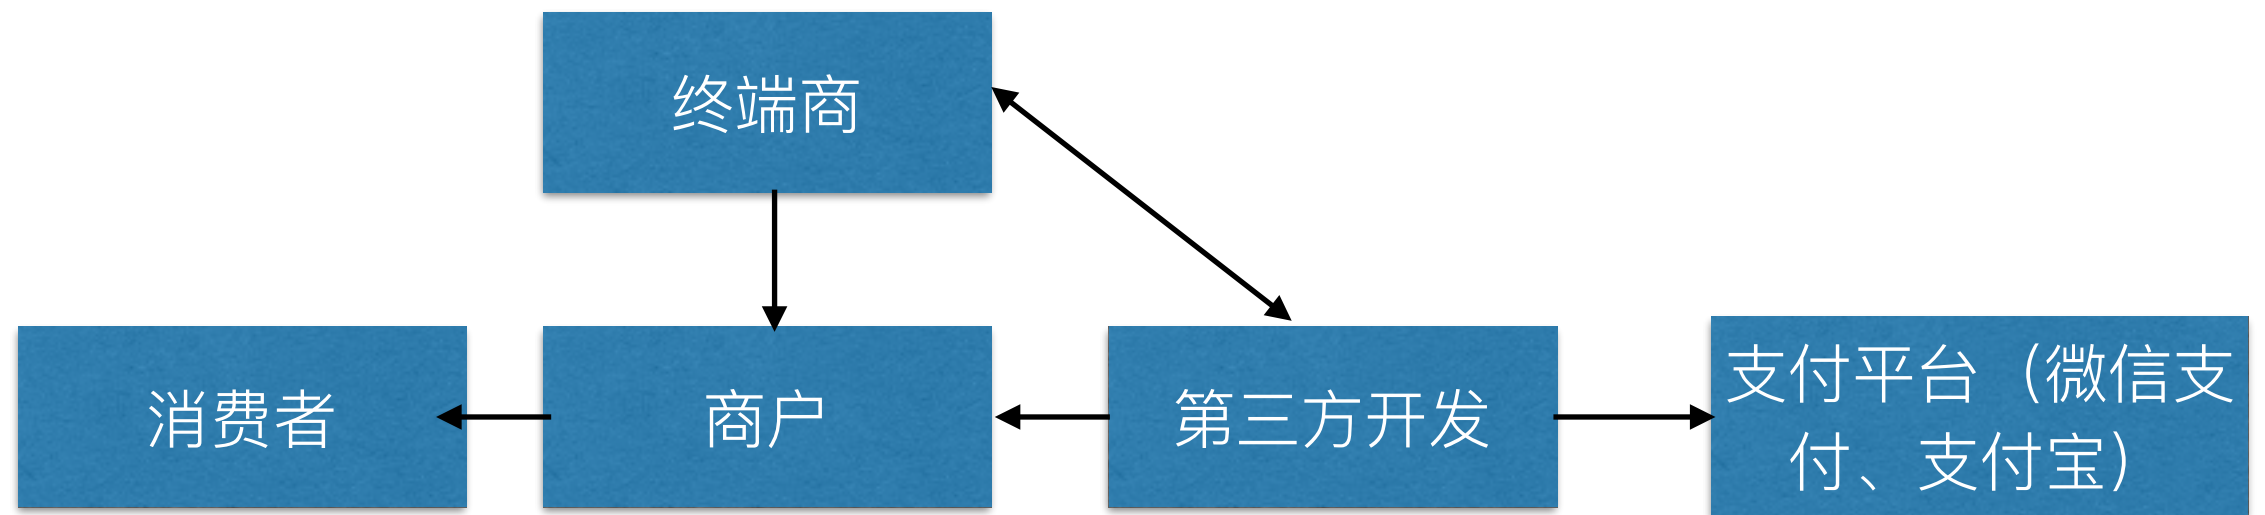 终端商
消费者
商户
第三方开发
支付平台（微信支
付、支付宝）